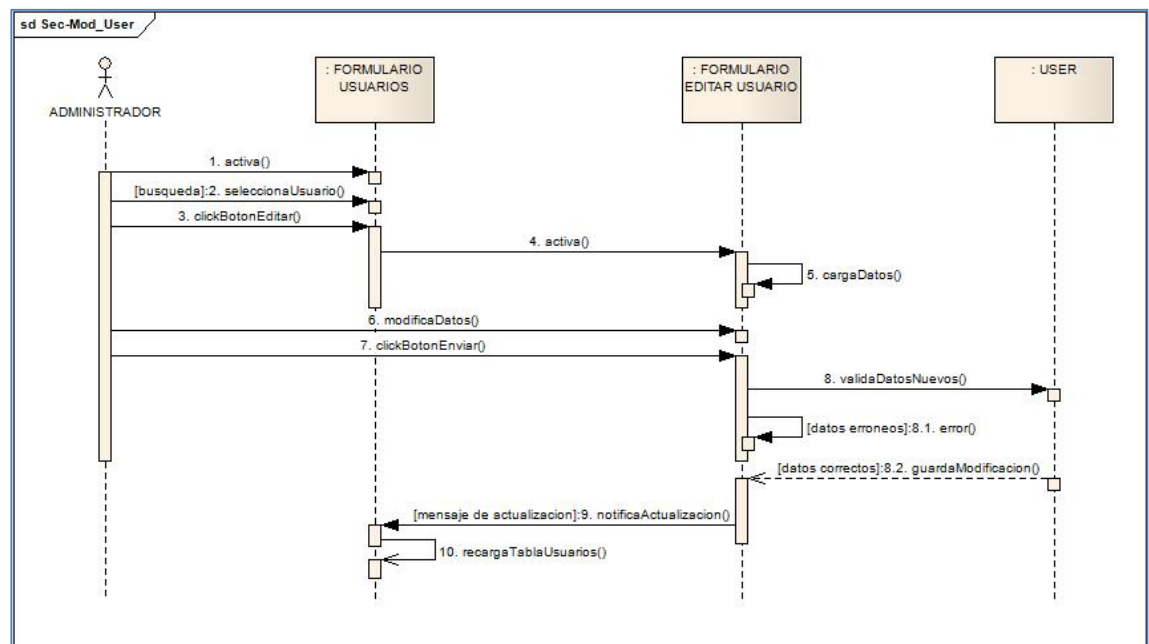 sd Sec-Mod_User
ADMINISTRADOR
: FORMULARIO
USUARIOS
: FORMULARIO
EDITAR USUARIO
: USER
1. activa()
[busqueda]:2. seleccionaUsuario()
3. clickBotonEditar()
4. activa()
5. cargaDatos()
6. modificaDatos()
7. clickBotonEnviar()
8. validaDatosNuevos()
[datos erroneos]:8.1. error()
[datos correctos]:8.2. guardaModificacion()
[mensaje de actualizacion]:9. notificaActualizacion()
10. recargaTablaUsuarios()